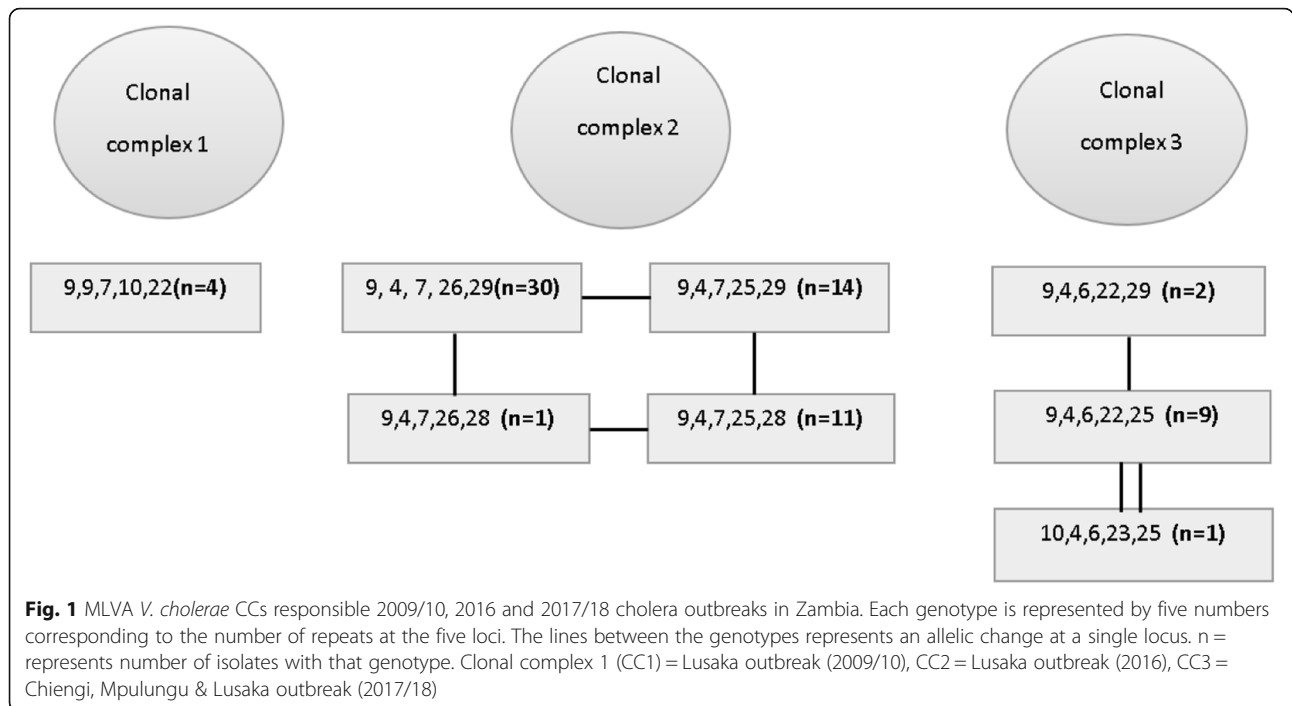 Clonal
complex 1
Clonal
complex 2
Clonal
complex 3
9,9,7,10,22(n=4)
9, 4, 7, 26,29(n=30)
9,4,7,25,29 (n=14)
9,4,6,22,29 (n=2)
9,4,7,26,28 (n=1)
9,4,7,25,28 (n=11)
9,4,6,22,25 (n=9)
10,4,6,23,25 (n=1)
Fig. 1 MLVA V. cholerae CCs responsible 2009/10, 2016 and 2017/18 cholera outbreaks in Zambia. Each genotype is represented by five numbers
corresponding to the number of repeats at the five loci. The lines between the genotypes represents an allelic change at a single locus. n =
represents number of isolates with that genotype. Clonal complex 1 (CC1) = Lusaka outbreak (2009/10), CC2 = Lusaka outbreak (2016), CC3 =
Chiengi, Mpulungu & Lusaka outbreak (2017/18)